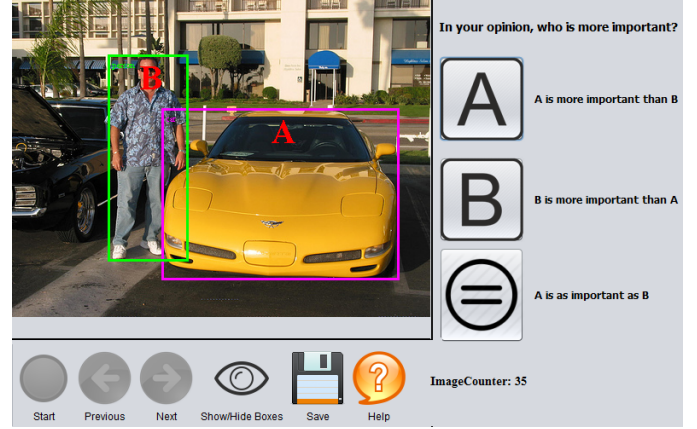 In your opinion, who is more important?
B
A
A
A is more important than B
B
B is more important than A
A is as important as B
Start
Previous
Next
Show/Hide Boxes
Save
Help
ImageCounter: 35